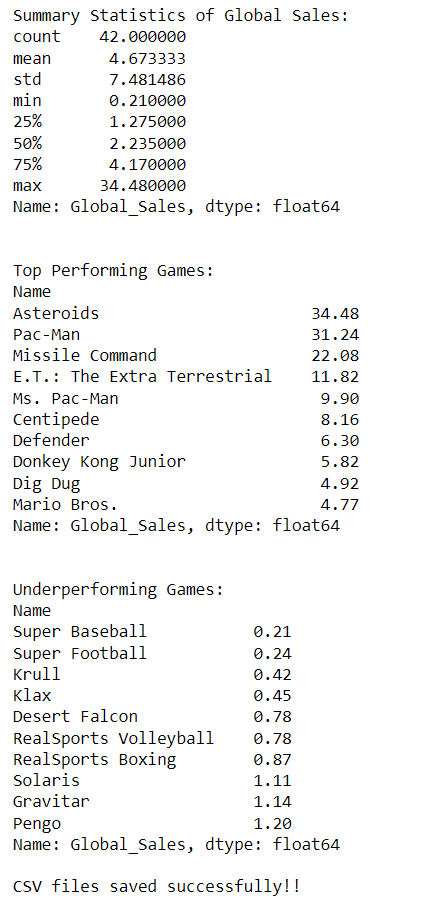 Summary Statistics of Global Sales:
count    42.000000
mean      4.673333
std       7.481486
min       0.210000
25%       1.275000
50%       2.235000
75%       4.170000
max      34.480000
Name: Global_Sales, dtype: float64
Top Performing Games:
Name
Asteroids                      34.48
Pac-Man                        31.24
Missile Command                22.08
E.T.: The Extra Terrestrial    11.82
Ms. Pac-Man                     9.90
Centipede                       8.16
Defender                        6.30
Donkey Kong Junior              5.82
Dig Dug                         4.92
Mario Bros.                     4.77
Name: Global_Sales, dtype: float64
Underperforming Games:
Name
Super Baseball           0.21
Super Football           0.24
Krull                    0.42
Klax                     0.45
Desert Falcon            0.78
RealSports Volleyball    0.78
RealSports Boxing        0.87
Solaris                  1.11
Gravitar                 1.14
Pengo                    1.20
Name: Global_Sales, dtype: float64
CSV files saved successfully!!